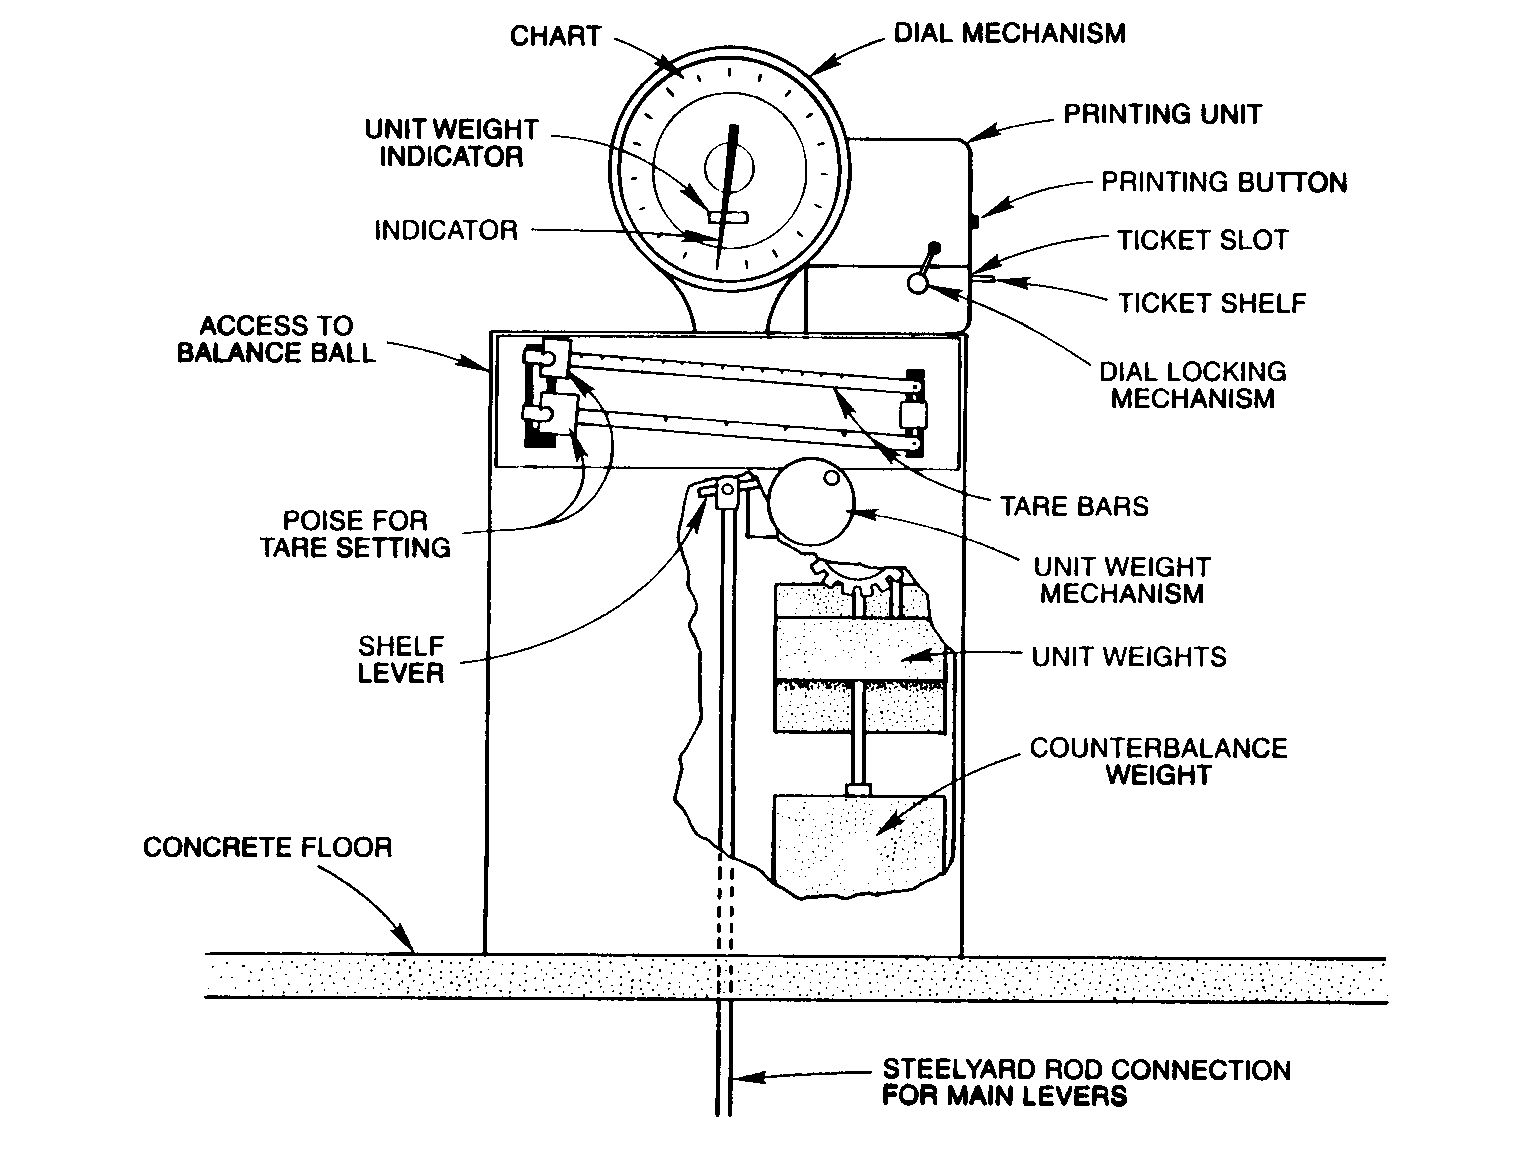 CHART
DIAL MECHANISM
PRINTING UNIT
UNIT WEIGHT
INDICATOR
PRINTING BUTTON
INDICATOR
TICKET SLOT
TICKET SHELF
ACCESS TO
BALANCE BALL
DIAL LOCKING
MECHANISM
TARE BARS
POISE FOR
TARE SETTING
UNIT WEIGHT
MECHANISM
SHELF
LEVER
UNIT WEIGHTS
COUNTERBALANCE
WEIGHT
CONCRETE FLOOR
STEELYARD ROD CONNECTION
FOR MAIN LEVERS